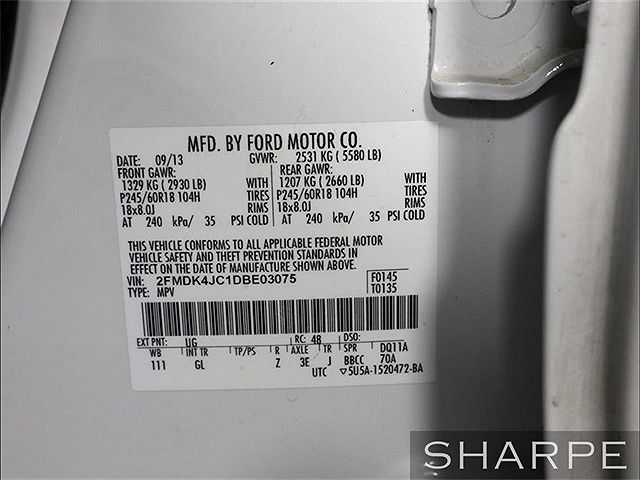 MFD. BY FORD MOTOR CO.
DATE: 09/13 GVWR: 2531 KG ( 5580 LB)
FRONT GAWR: REAR GAWR:
1329 KG ( 2930 LB) WITH 1207 KG ( 2660 LB) WITH
P245/60R18 104H TIRES P245/60R18 104H TIRES
18x8.0J RIMS 18x8.0J RIMS
AT 240 kPa/ 35 PSI COLD AT 240 kPa/ 35 PSI COLD
THIS VEHICLE CONFORMS TO ALL APPLICABLE FEDERAL MOTOR
VEHICLE SAFETY AND THEFT PREVENTION STANDARDS IN
EFFECT ON THE DATE OF MANUFACTURE SHOWN ABOVE.
VIN: 2FMDK4JC1DBE03075 F0145
TYPE: MPV T0135
EXT PNT: UG RC: 48 DSO:
WB INT TR TP/PS R AXLE TR SPR DQ11A
111 GL Z 3E J BBCC 70A
UTC ▽5U5A-1520472-BA
SHARPE